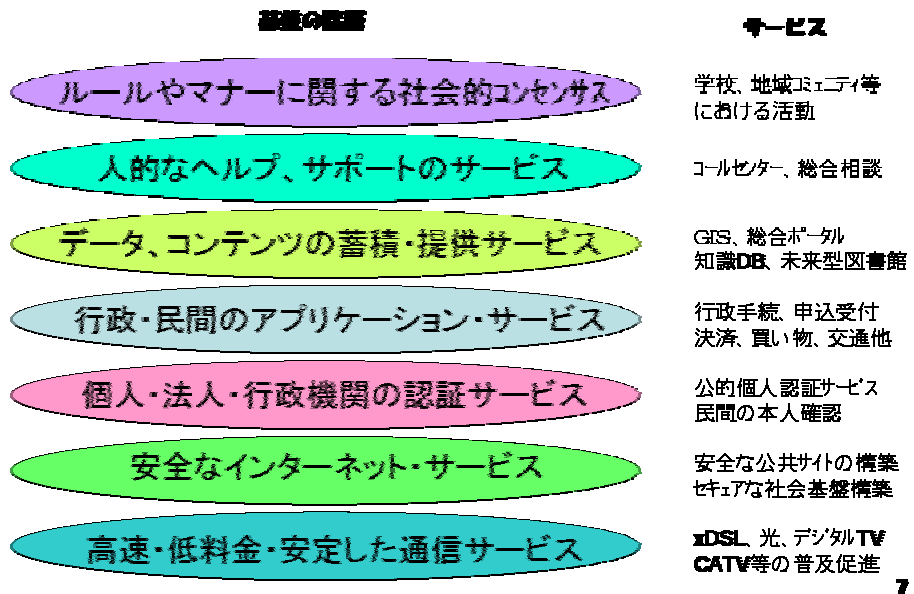 基盤の階層
サービス
ルールやマナーに関する社会的コンセンサス
学校、地域コミュニティ等
における活動
人的なヘルプ、サポートのサービス
コールセンター、総合相談
データ、コンテンツの蓄積・提供サービス
GIS、総合ポータル
知識DB、未来型図書館
行政・民間のアプリケーション・サービス
行政手続、申込受付
決済、買い物、交通他
個人・法人・行政機関の認証サービス
公的個人認証サービス
民間の本人確認
安全なインターネット・サービス
安全な公共サイトの構築
セキュアな社会基盤構築
高速・低料金・安定した通信サービス
xDSL、光、デジタルTV
CATV等の普及促進
7